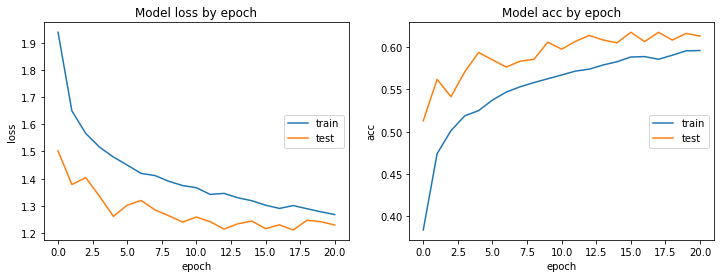 Model loss by epoch
1.9
1.8
1.7
1.6
1.5
1.4
1.3
1.2
loss
0.0 2.5 5.0 7.5 10.0 12.5 15.0 17.5 20.0
epoch
train
test
Model acc by epoch
0.60
0.55
0.50
0.45
0.40
acc
0.0 2.5 5.0 7.5 10.0 12.5 15.0 17.5 20.0
epoch
train
test